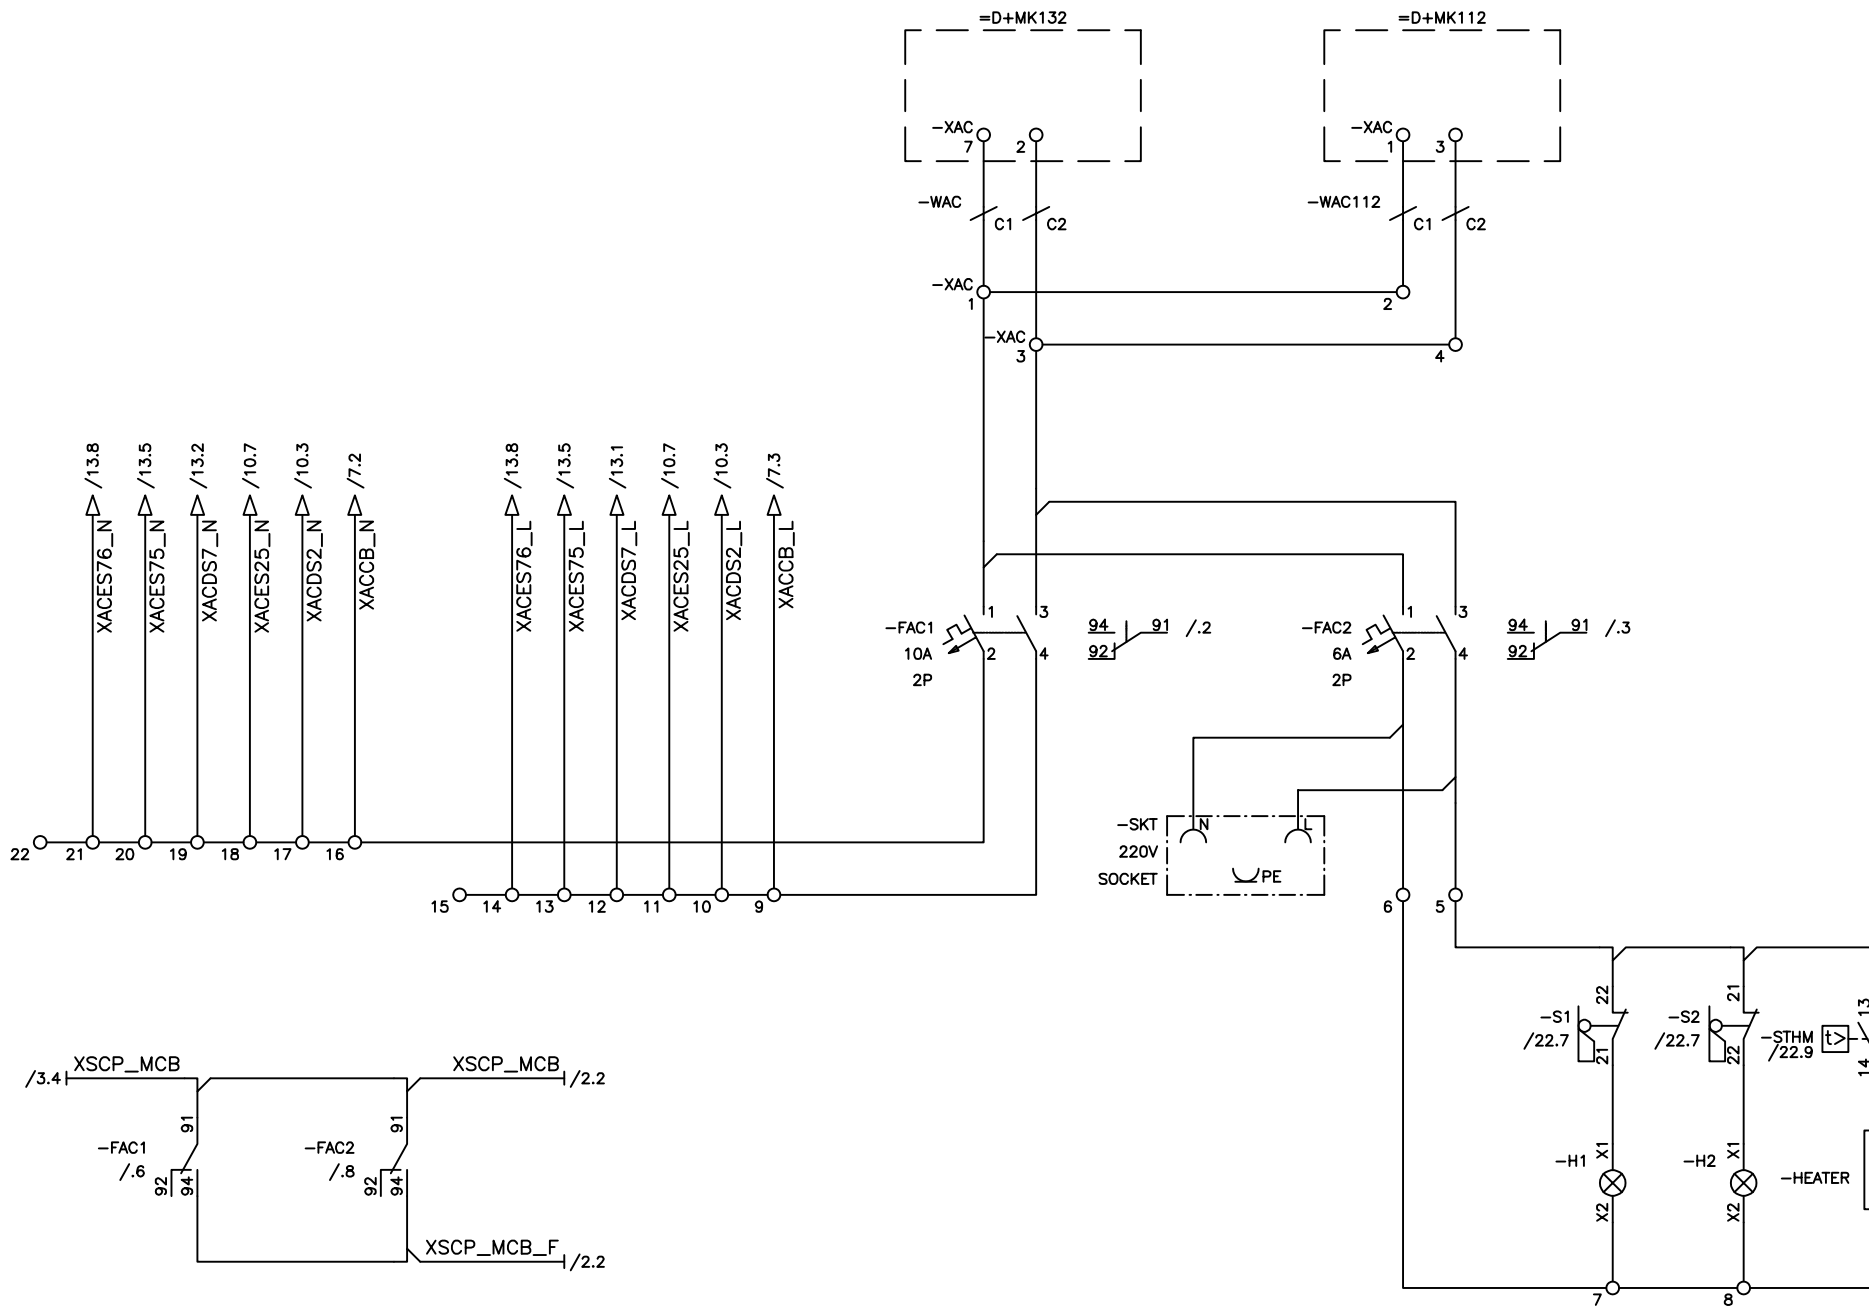 =D+MK132
=D+MK112
-XAC
7
2
-XAC
1
3
-WAC
C1
C2
-WAC112
C1
C2
-XAC
1
2
-XAC
3
4
/13.8
/13.5
/13.2
/10.7
/10.3
/7.2
/13.8
/13.5
/13.1
/10.7
/10.3
/7.3
XACES76_N
XACES75_N
XACDS7_N
XACES25_N
XACDS2_N
XACCB_N
XACES76_L
XACES75_L
XACDS7_L
XACES25_L
XACDS2_L
XACCB_L
-FAC1
10A
2P
1
2
3
4
94
92
91
/.2
-FAC2
6A
2P
1
2
3
4
94
92
91
/.3
-SKT
220V
SOCKET
N
L
PE
22
21
20
19
18
17
16
15
14
13
12
11
10
9
6
5
-S1
/22.7
22
21
-S2
/22.7
21
22
-STHM
/22.9
t>
13
14
/3.4
XSCP_MCB
XSCP_MCB
/2.2
-FAC1
/.6
91
92
94
-FAC2
/.8
91
92
94
XSCP_MCB_F
/2.2
-H1
X1
X2
-H2
X1
X2
-HEATER
7
8